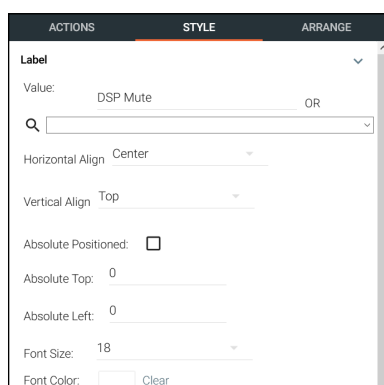 ACTIONS STYLE ARRANGE
Label
Value: DSP Mute OR
Horizontal Align Center
Vertical Align Top
Absolute Positioned:
Absolute Top: 0
Absolute Left: 0
Font Size: 18
Font Color: Clear